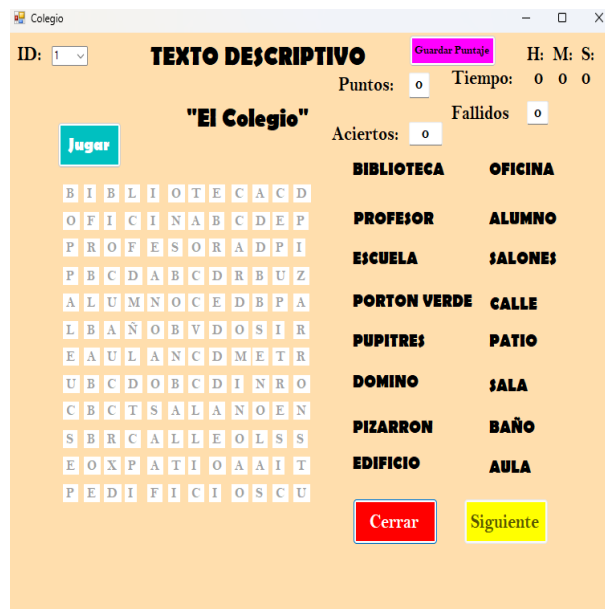 Colegio
ID: 1 TEXTO DESCRIPTIVO Guardar Puntaje H: M: S:
Puntos: 0 Tiempo: 0 0 0
"El Colegio" Fallidos 0
Aciertos: 0
Jugar
BIBLIOTECA OFICINA
PROFESOR ALUMNO
ESCUELA SALONES
PORTON VERDE CALLE
PUPITRES PATIO
DOMINO SALA
PIZARRON BAÑO
EDIFICIO AULA
B I B L I O T E C A C D
O F I C I N A B C D E P
P R O F E S O R A D P I
P B C D A B C D R B U Z
A L U M N O C E D B P A
L B A Ñ O B V D O S I R
E A U L A N C D M E T R
U B C D O B C D I N R O
C B C T S A L A N O E N
S B R C A L L E O L S S
E O X P A T I O A A I T
P E D I F I C I O S C U
Cerrar Siguiente